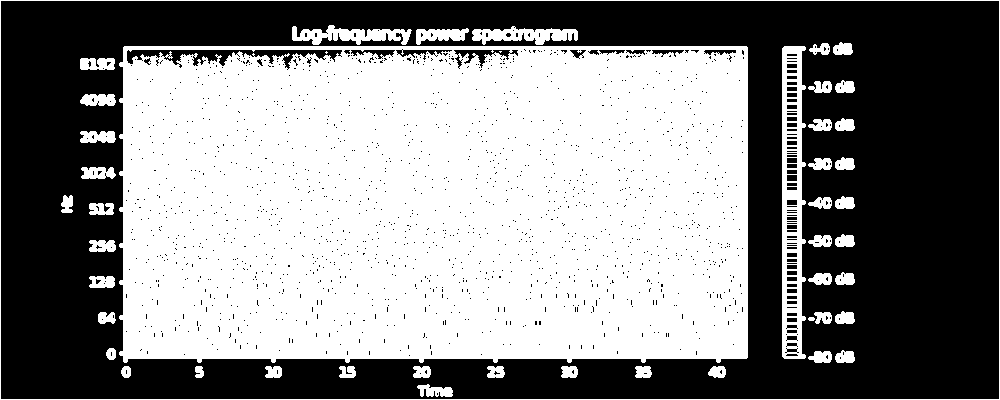 Log-frequency power spectrogram
Hz
8192
4096
2048
1024
512
256
128
64
0
0 5 10 15 20 25 30 35 40
Time
+0 dB
-10 dB
-20 dB
-30 dB
-40 dB
-50 dB
-60 dB
-70 dB
-80 dB